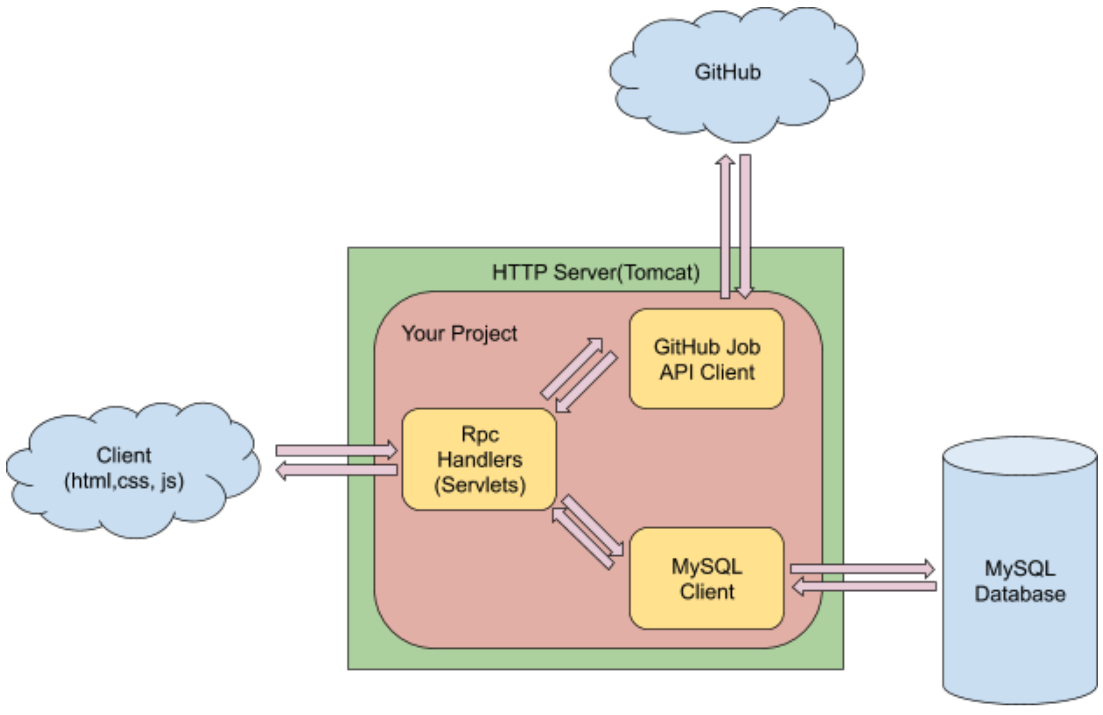 GitHub
HTTP Server(Tomcat)
Your Project
GitHub Job
API Client
Rpc
Handlers
(Servlets)
Client
(html,css, js)
MySQL
Client
MySQL
Database